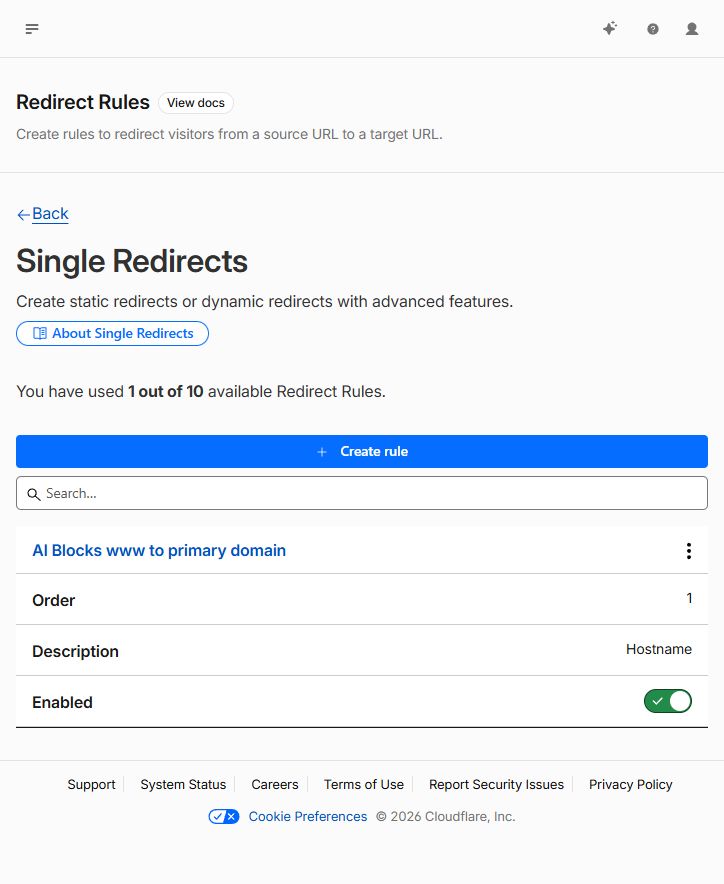 Redirect Rules View docs
Create rules to redirect visitors from a source URL to a target URL.
←Back
Single Redirects
Create static redirects or dynamic redirects with advanced features.
About Single Redirects
You have used 1 out of 10 available Redirect Rules.
+ Create rule
Search...
AI Blocks www to primary domain
Order 1
Description Hostname
Enabled
Support System Status Careers Terms of Use Report Security Issues Privacy Policy
Cookie Preferences © 2026 Cloudflare, Inc.